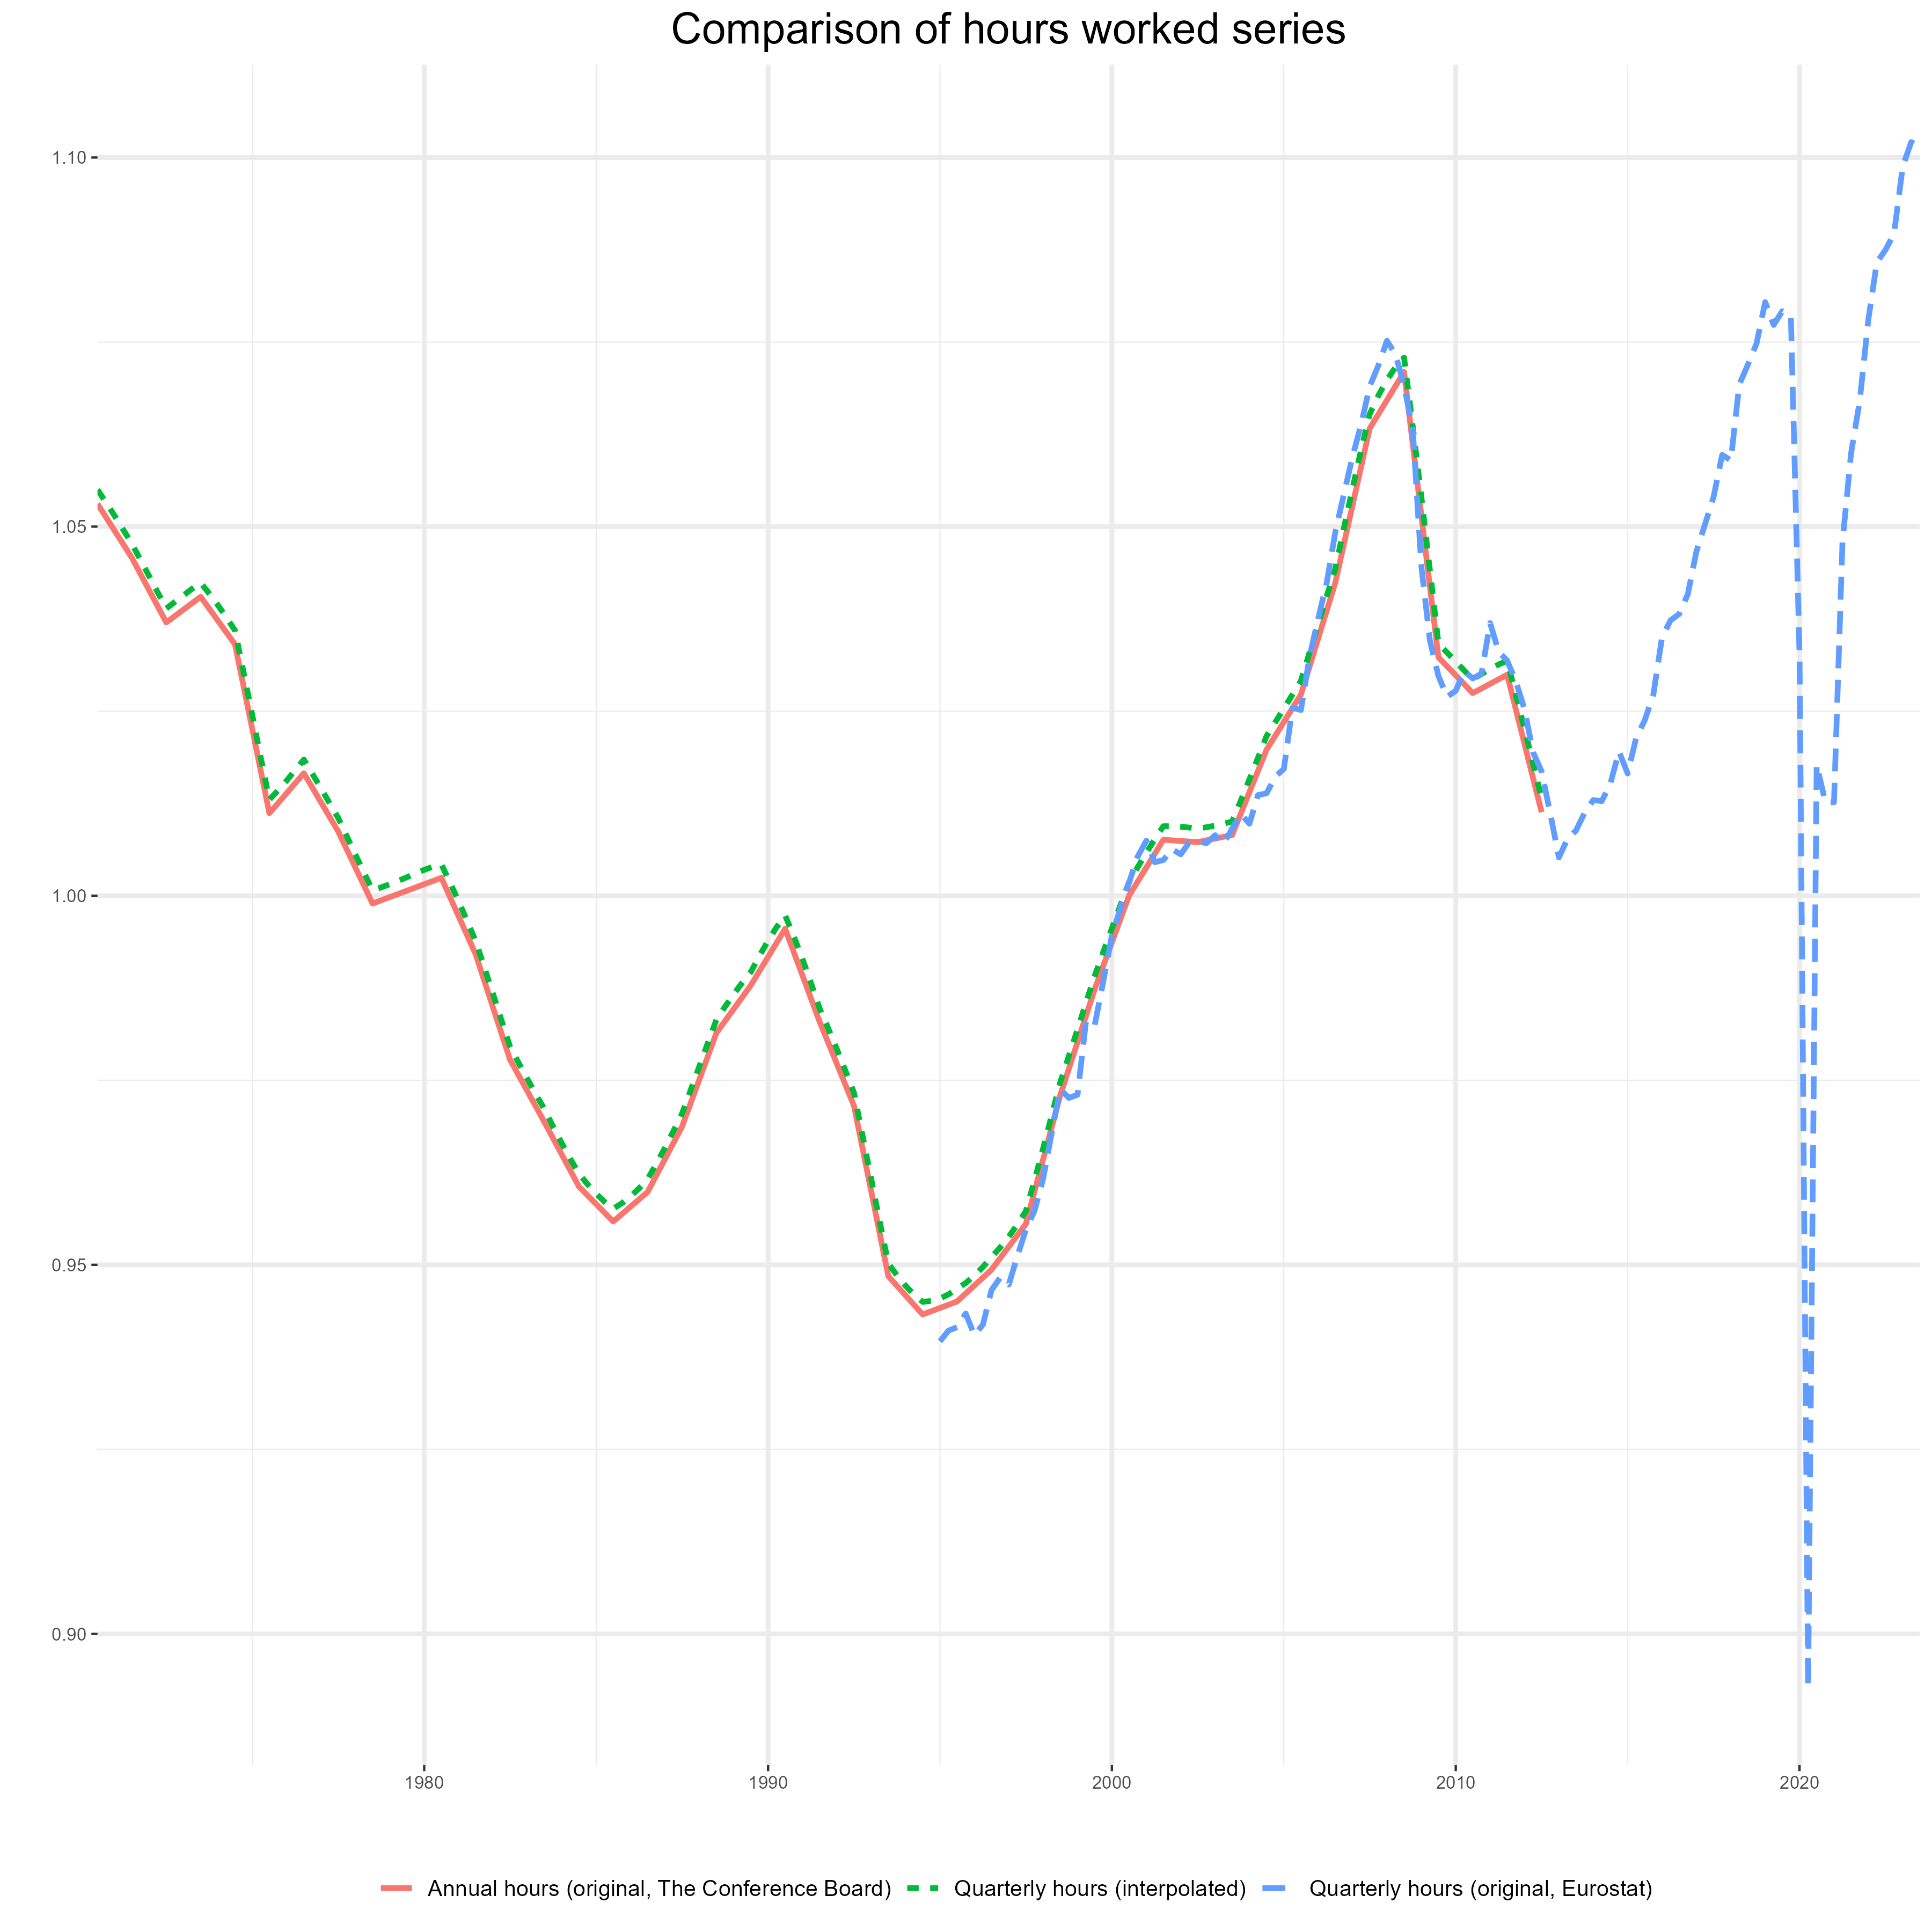 Comparison of hours worked series
1.10
1.05
1.00
0.95
0.90
1980 1990 2000 2010 2020
Annual hours (original, The Conference Board) Quarterly hours (interpolated) Quarterly hours (original, Eurostat)